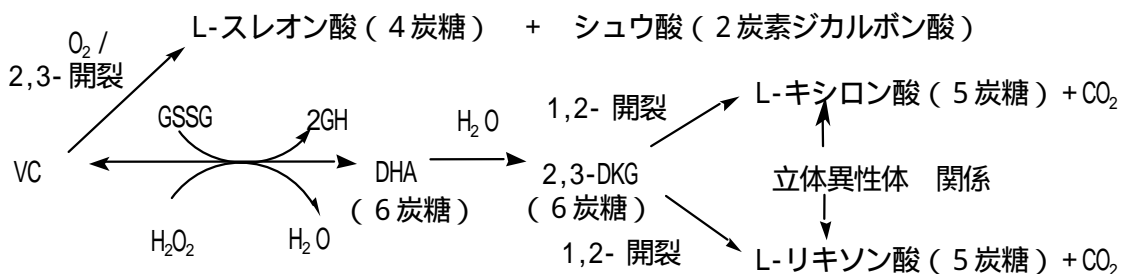 L-スレオン酸(4炭糖) + シュウ酸(2炭素ジカルボン酸)
O₂ /
2,3- 開裂
GSSG
2GH
H₂O
1,2- 開裂
L-キシロン酸(5炭糖)+CO₂
VC
DHA
(6炭糖)
2,3-DKG
(6炭糖)
立体異性体 関係
H₂O₂
H₂O
1,2- 開裂
L-リキソン酸(5炭糖)+CO₂